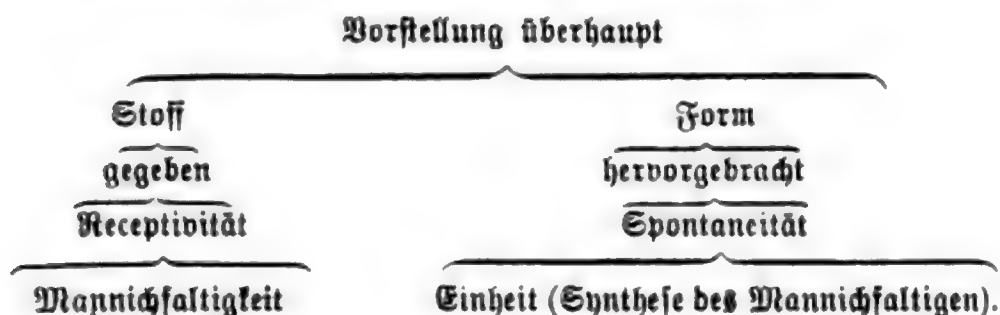 Vorstellung überhaupt
Stoff Form
gegeben hervorgebracht
Receptivität Spontaneität
Mannichfaltigkeit Einheit (Synthese des Mannichfaltigen).